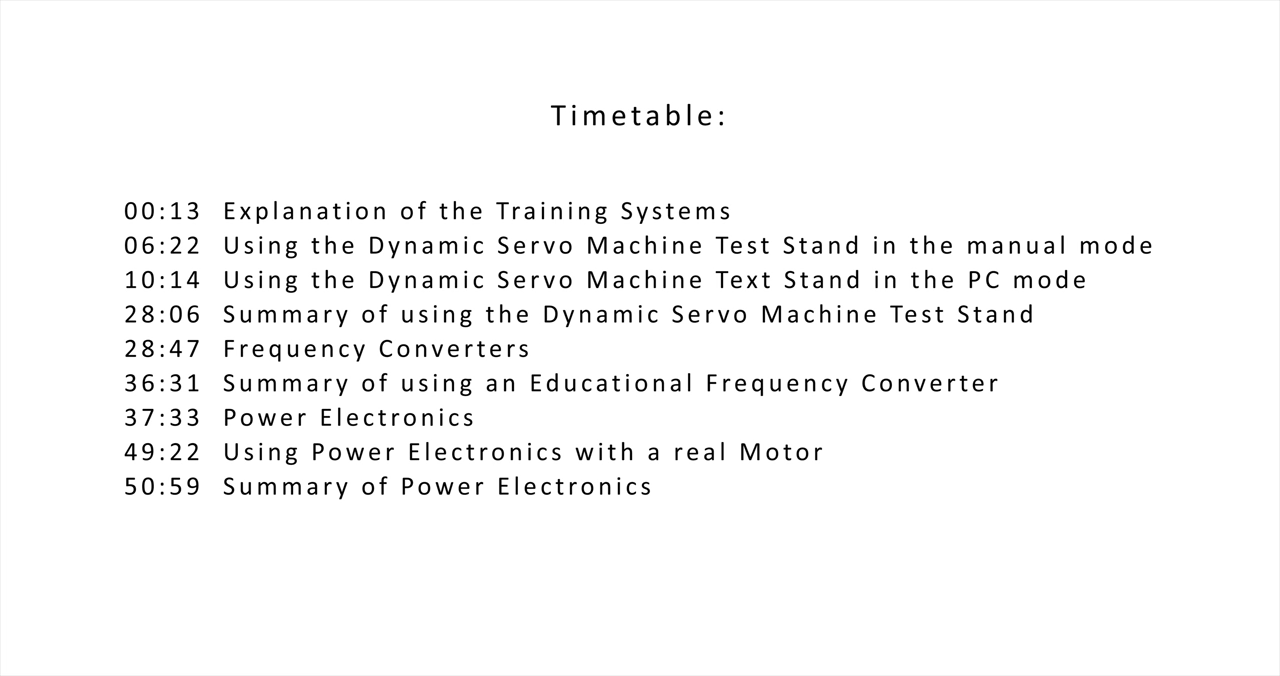 Timetable:
00:13 Explanation of the Training Systems
06:22 Using the Dynamic Servo Machine Test Stand in the manual mode
10:14 Using the Dynamic Servo Machine Text Stand in the PC mode
28:06 Summary of using the Dynamic Servo Machine Test Stand
28:47 Frequency Converters
36:31 Summary of using an Educational Frequency Converter
37:33 Power Electronics
49:22 Using Power Electronics with a real Motor
50:59 Summary of Power Electronics